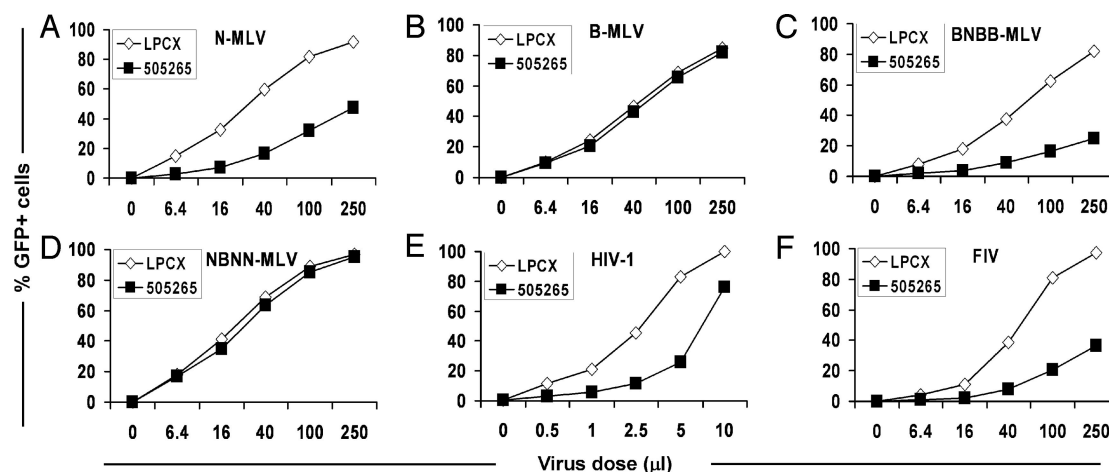 A
N-MLV
LPCX
505265
100
80
60
40
20
0
0 6.4 16 40 100 250
B
B-MLV
LPCX
505265
100
80
60
40
20
0
0 6.4 16 40 100 250
C
BNBB-MLV
LPCX
505265
100
80
60
40
20
0
0 6.4 16 40 100 250
% GFP+ cells
D
NBNN-MLV
LPCX
505265
100
80
60
40
20
0
0 6.4 16 40 100 250
E
HIV-1
LPCX
505265
100
80
60
40
20
0
0 0.5 1 2.5 5 10
F
FIV
LPCX
505265
100
80
60
40
20
0
0 6.4 16 40 100 250
Virus dose (μl)